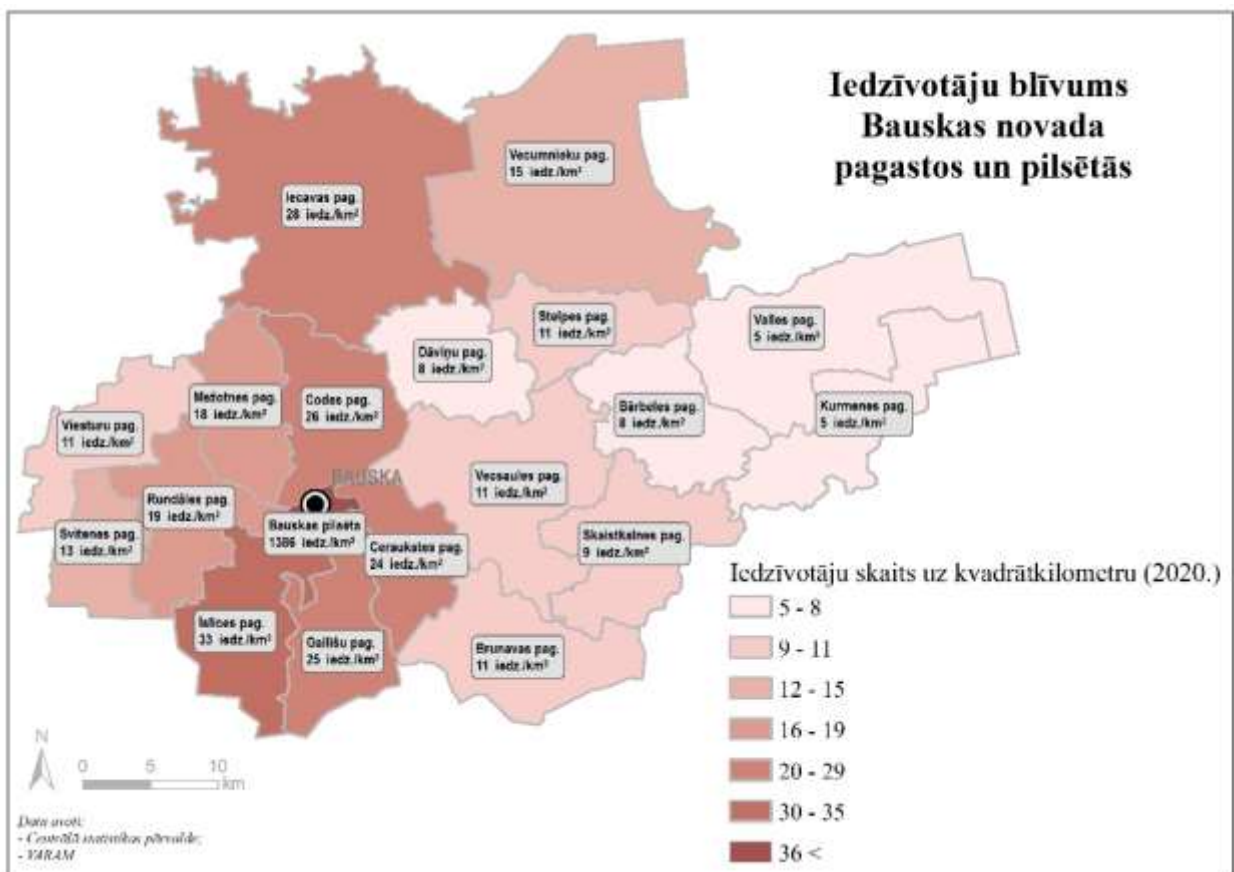 Iedzīvotāju blīvums
Bauskas novada
pagastos un pilsētās
Vecumnieku pag.
15 iedz./km²
Iecavas pag.
28 iedz./km²
Stelpes pag.
11 iedz./km²
Valles pag.
5 iedz./km²
Dāviņu pag.
8 iedz./km²
Mežotnes pag.
18 iedz./km²
Codes pag.
26 iedz./km²
Bārbeles pag.
8 iedz./km²
Kurmenes pag.
5 iedz./km²
Viesturu pag.
11 iedz./km²
BAUSKA
Vecsaules pag.
11 iedz./km²
Rundāles pag.
19 iedz./km²
Svitenes pag.
13 iedz./km²
Bauskas pilsēta
1386 iedz./km²
Ceraukstes pag.
24 iedz./km²
Skaistkalnes pag.
9 iedz./km²
Īslīces pag.
33 iedz./km²
Gailīšu pag.
25 iedz./km²
Brunavas pag.
11 iedz./km²
Iedzīvotāju skaits uz kvadrātkilometru (2020.)
5 - 8
9 - 11
12 - 15
16 - 19
20 - 29
30 - 35
36 <
N
0 5 10
km
Datu avoti:
- Centrālā statistikas pārvalde;
- VARAM